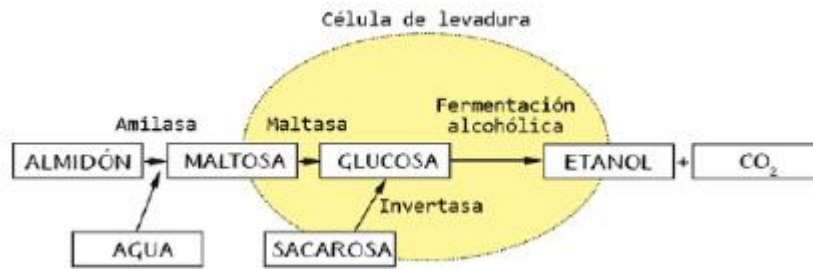 Célula de levadura
Fermentación
alcohólica
Amilasa
Maltasa
ALMIDÓN
MALTOSA
GLUCOSA
ETANOL
+
CO₂
Invertasa
AGUA
SACAROSA